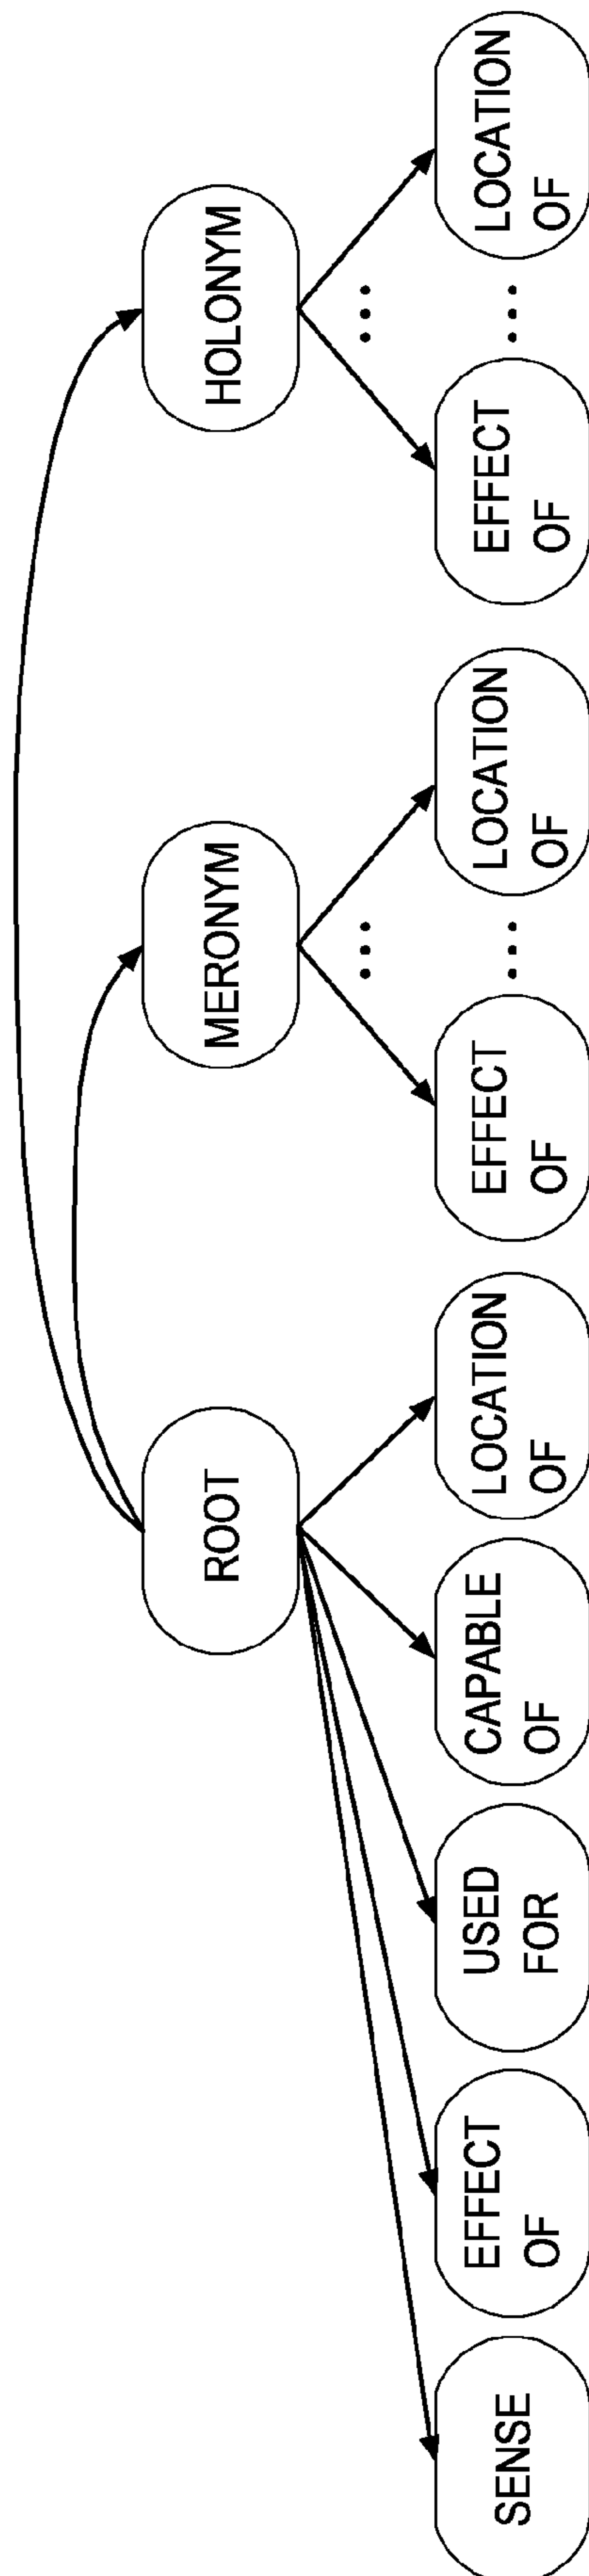 ROOT
MERONYM
HOLONYM
SENSE
EFFECT
OF
USED
FOR
CAPABLE
OF
LOCATION
OF
EFFECT
OF
...
...
LOCATION
OF
EFFECT
OF
...
...
LOCATION
OF